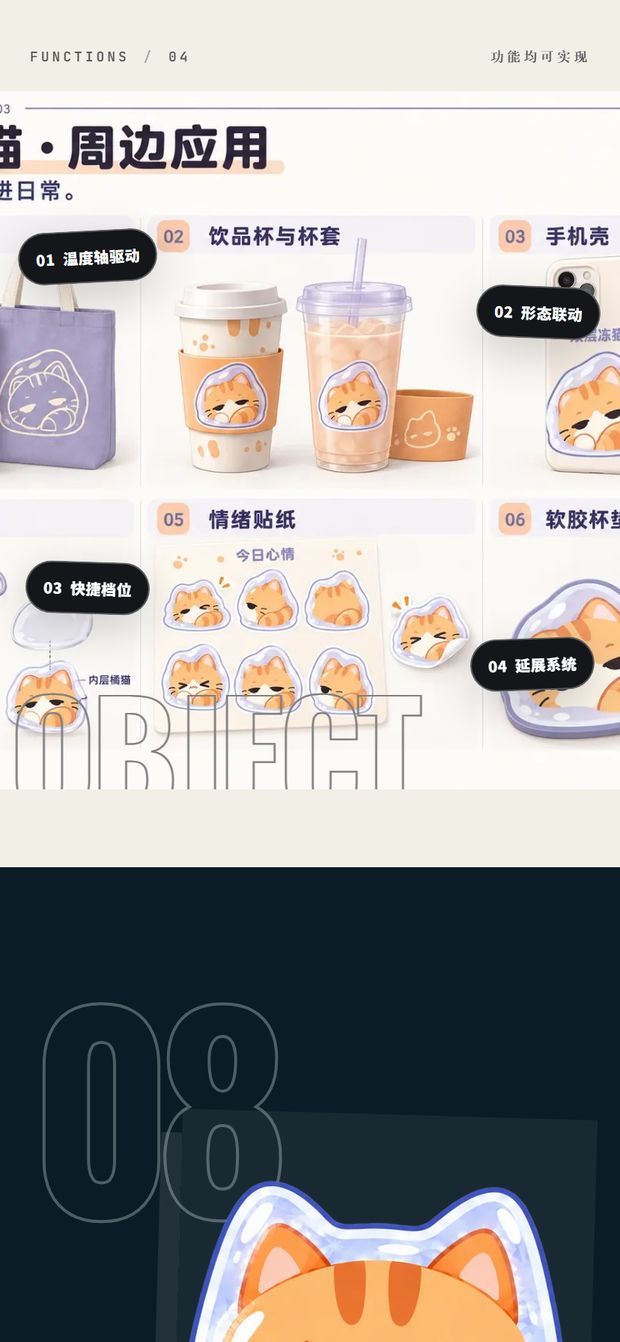 FUNCTIONS / 04
功能均可实现
03
猫·周边应用
进日常。
01 温度轴驱动
02 饮品杯与杯套
03 手机壳
02 形态联动
05 情绪贴纸
06 软胶杯垫
今日心情
03 快捷档位
04 延展系统
内层橘猫
OBJECT
08